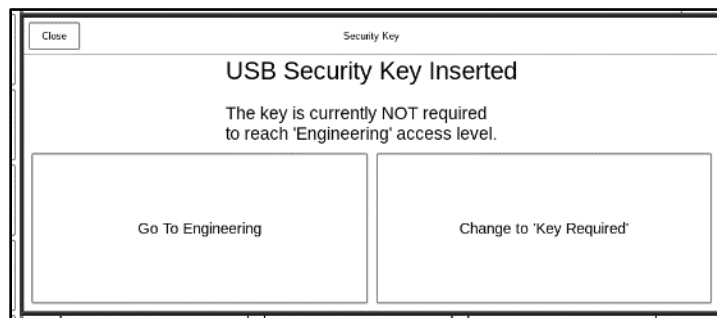 Close
Security Key
USB Security Key Inserted
The key is currently NOT required
to reach 'Engineering' access level.
Go To Engineering
Change to 'Key Required'